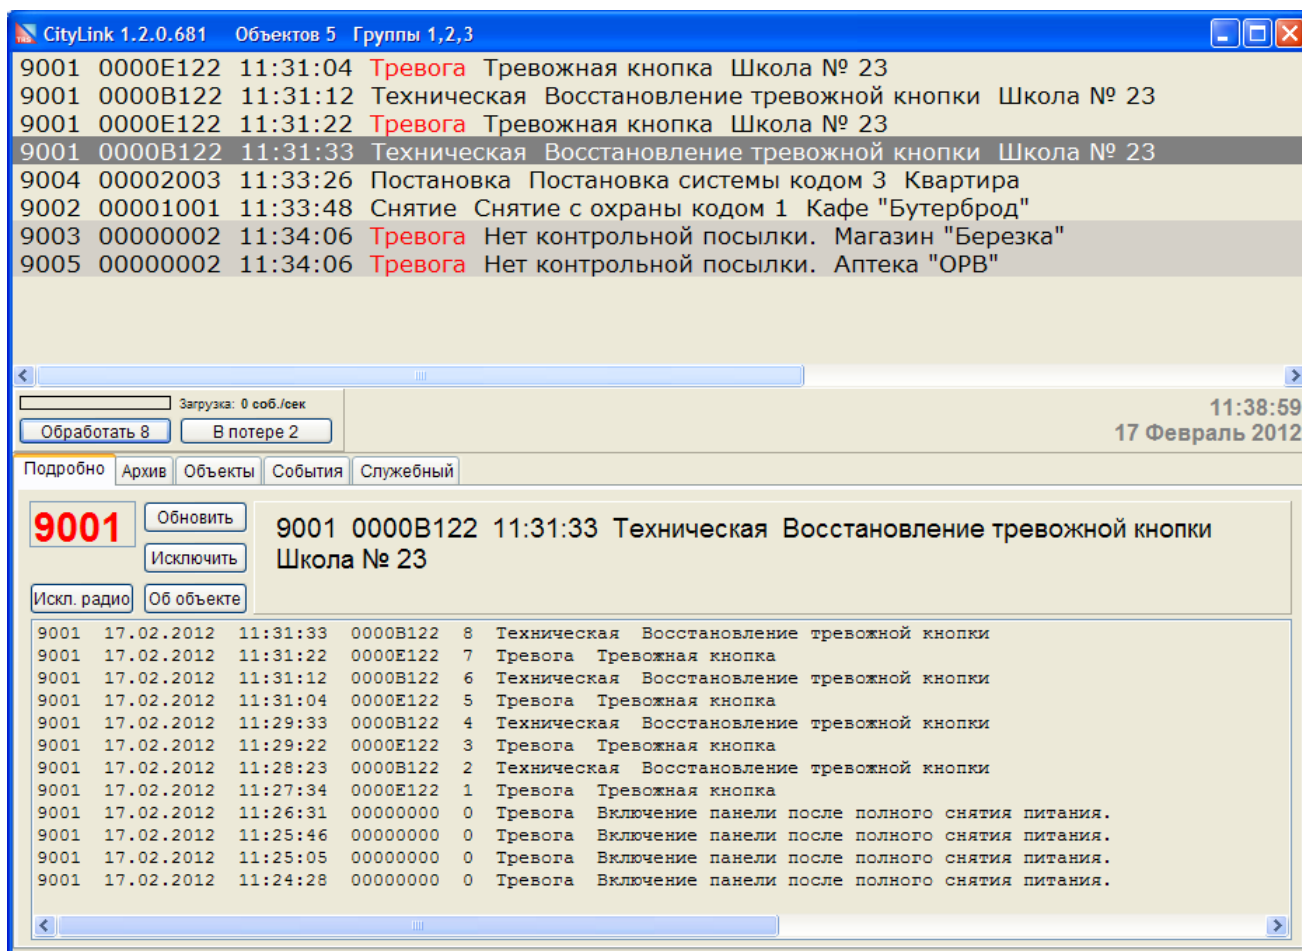 CityLink 1.2.0.681 Объектов 5 Группы 1,2,3
9001 0000E122 11:31:04 Тревога Тревожная кнопка Школа № 23
9001 0000B122 11:31:12 Техническая Восстановление тревожной кнопки Школа № 23
9001 0000E122 11:31:22 Тревога Тревожная кнопка Школа № 23
9001 0000B122 11:31:33 Техническая Восстановление тревожной кнопки Школа № 23
9004 00002003 11:33:26 Постановка Постановка системы кодом 3 Квартира
9002 00001001 11:33:48 Снятие Снятие с охраны кодом 1 Кафе "Бутерброд"
9003 00000002 11:34:06 Тревога Нет контрольной посылки. Магазин "Березка"
9005 00000002 11:34:06 Тревога Нет контрольной посылки. Аптека "ОРВ"
Загрузка: 0 соб./сек
11:38:59
Обработать 8 В потере 2
17 Февраль 2012
Подробно Архив Объекты События Служебный
9001 Обновить
Исключить
Искл. радио Об объекте
9001 0000B122 11:31:33 Техническая Восстановление тревожной кнопки
Школа № 23
9001 17.02.2012 11:31:33 0000B122 8 Техническая Восстановление тревожной кнопки
9001 17.02.2012 11:31:22 0000E122 7 Тревога Тревожная кнопка
9001 17.02.2012 11:31:12 0000B122 6 Техническая Восстановление тревожной кнопки
9001 17.02.2012 11:31:04 0000E122 5 Тревога Тревожная кнопка
9001 17.02.2012 11:29:33 0000B122 4 Техническая Восстановление тревожной кнопки
9001 17.02.2012 11:29:22 0000E122 3 Тревога Тревожная кнопка
9001 17.02.2012 11:28:23 0000B122 2 Техническая Восстановление тревожной кнопки
9001 17.02.2012 11:27:34 0000E122 1 Тревога Тревожная кнопка
9001 17.02.2012 11:26:31 00000000 0 Тревога Включение панели после полного снятия питания.
9001 17.02.2012 11:25:46 00000000 0 Тревога Включение панели после полного снятия питания.
9001 17.02.2012 11:25:05 00000000 0 Тревога Включение панели после полного снятия питания.
9001 17.02.2012 11:24:28 00000000 0 Тревога Включение панели после полного снятия питания.